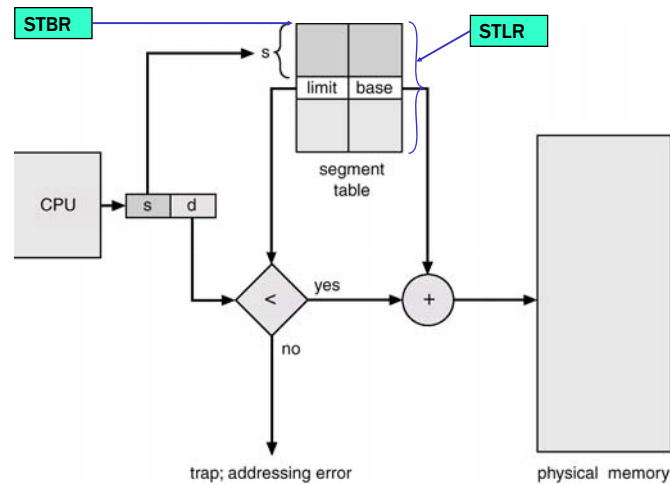 STBR
STLR
s
limit base
segment
table
CPU
s d
<
yes
+
no
trap; addressing error
physical memory